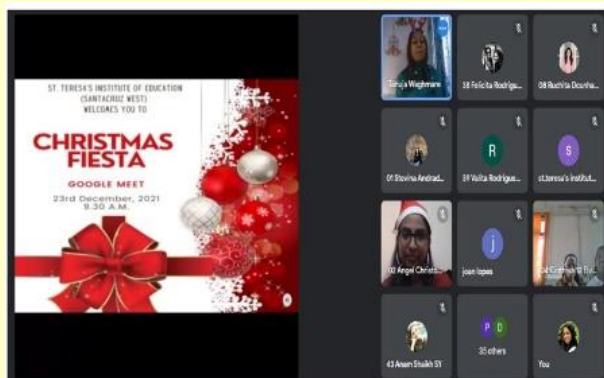 ST. TERESA'S INSTITUTE OF EDUCATION
(SANTACRUZ WEST)
WELCOMES YOU TO
CHRISTMAS
FIESTA
GOOGLE MEET
23rd December, 2021
9.30 A.M.
Tanuja Waghmare
38 Felicita Rodrigu...
08 Ruchita Dcunha...
01 Stevina Andrad...
R
39 Valita Rodrigue...
S
st.teresa's institut...
02 Angel Christo...
j
joan lopes
43 Anam Shaikh SY
P D
35 others
You